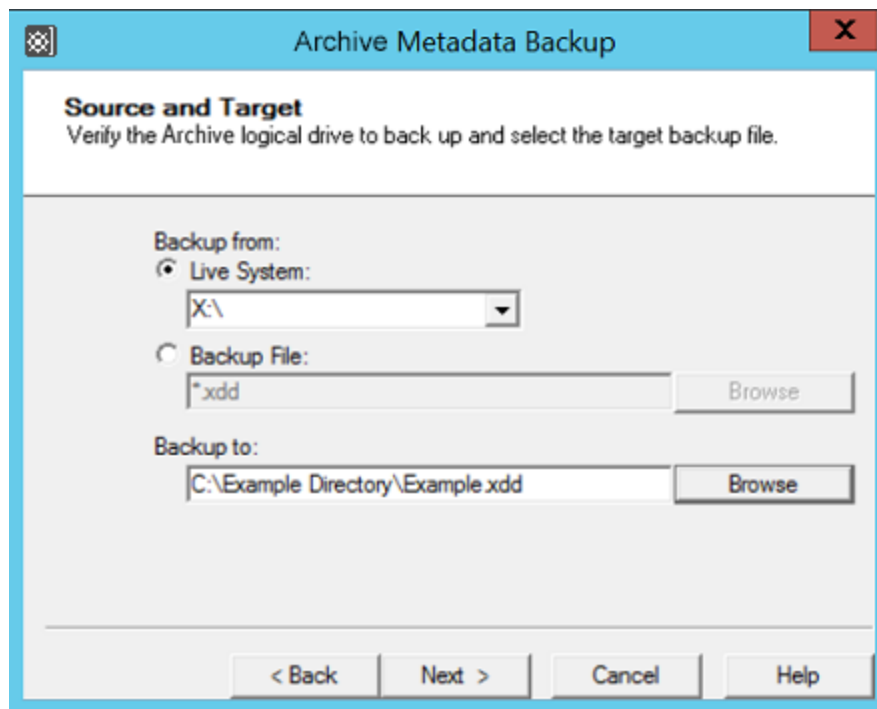 Archive Metadata Backup
X
Source and Target
Verify the Archive logical drive to back up and select the target backup file.
Backup from:
Live System:
X:\
Backup File:
*.xdd
Browse
Backup to:
C:\Example Directory\Example.xdd
Browse
< Back
Next >
Cancel
Help